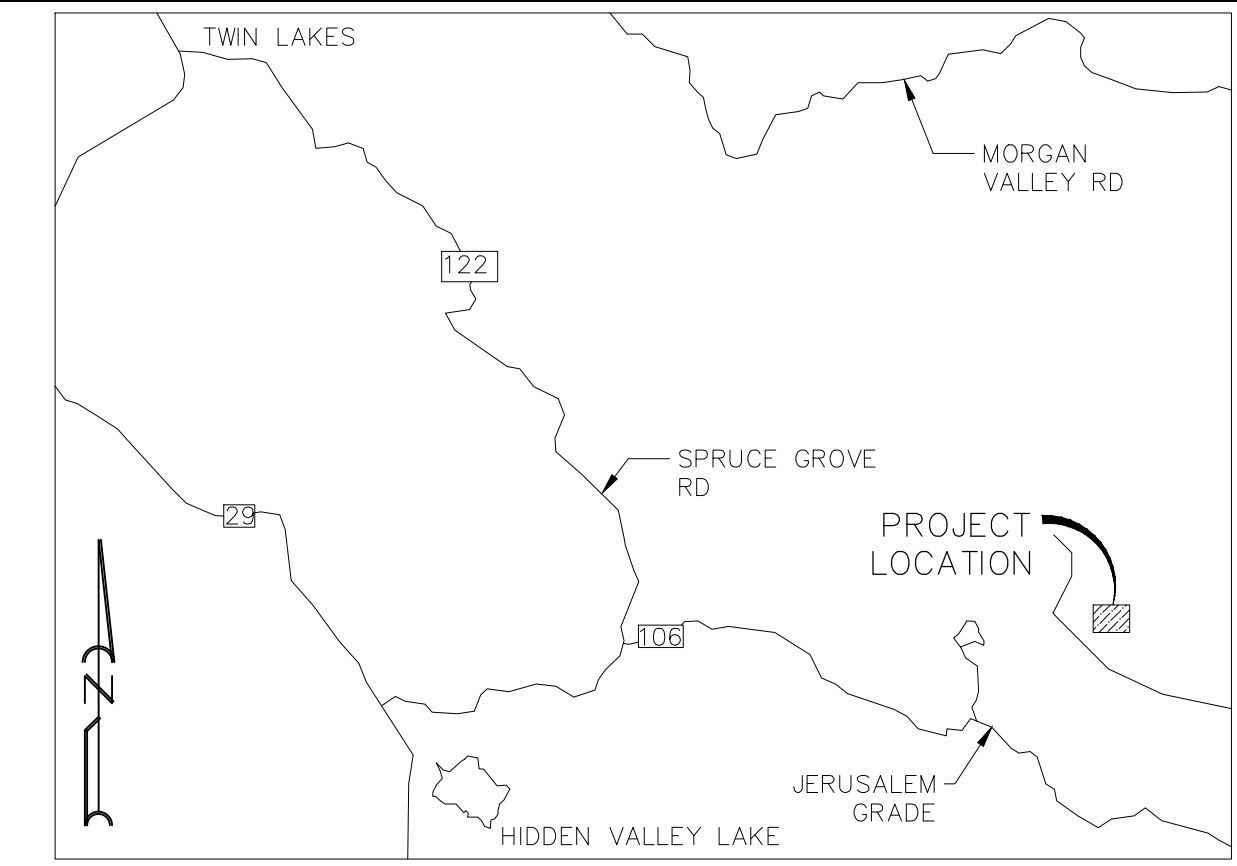 TWIN LAKES
MORGAN
VALLEY RD
122
SPRUCE GROVE
RD
29
PROJECT
LOCATION
106
N
JERUSALEM
GRADE
HIDDEN VALLEY LAKE